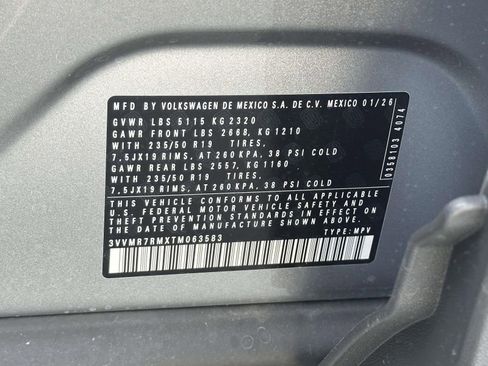 MFD BY VOLKSWAGEN DE MEXICO S.A. DE C.V. MEXICO 01/26
GVWR LBS 5115 KG 2320
GAWR FRONT LBS 2668, KG 1210
WITH 235/50 R19 TIRES,
7.5JX19 RIMS, AT 260 KPA, 38 PSI COLD
GAWR REAR LBS 2557, KG 1160
WITH 235/50 R19 TIRES,
7.5JX19 RIMS, AT 260 KPA, 38 PSI COLD
THIS VEHICLE CONFORMS TO ALL APPLICABLE
U.S. FEDERAL MOTOR VEHICLE SAFETY AND
THEFT PREVENTION STANDARDS IN EFFECT ON
THE DATE OF MANUFACTURE SHOWN ABOVE.
3VVMR7RMXTM063583
TYPE: MPV
0358103 4074